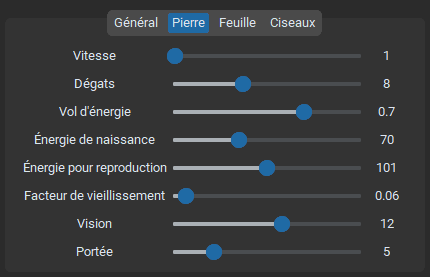 Général Pierre Feuille Ciseaux
Vitesse 1
Dégats 8
Vol d'énergie 0.7
Énergie de naissance 70
Énergie pour reproduction 101
Facteur de vieillissement 0.06
Vision 12
Portée 5